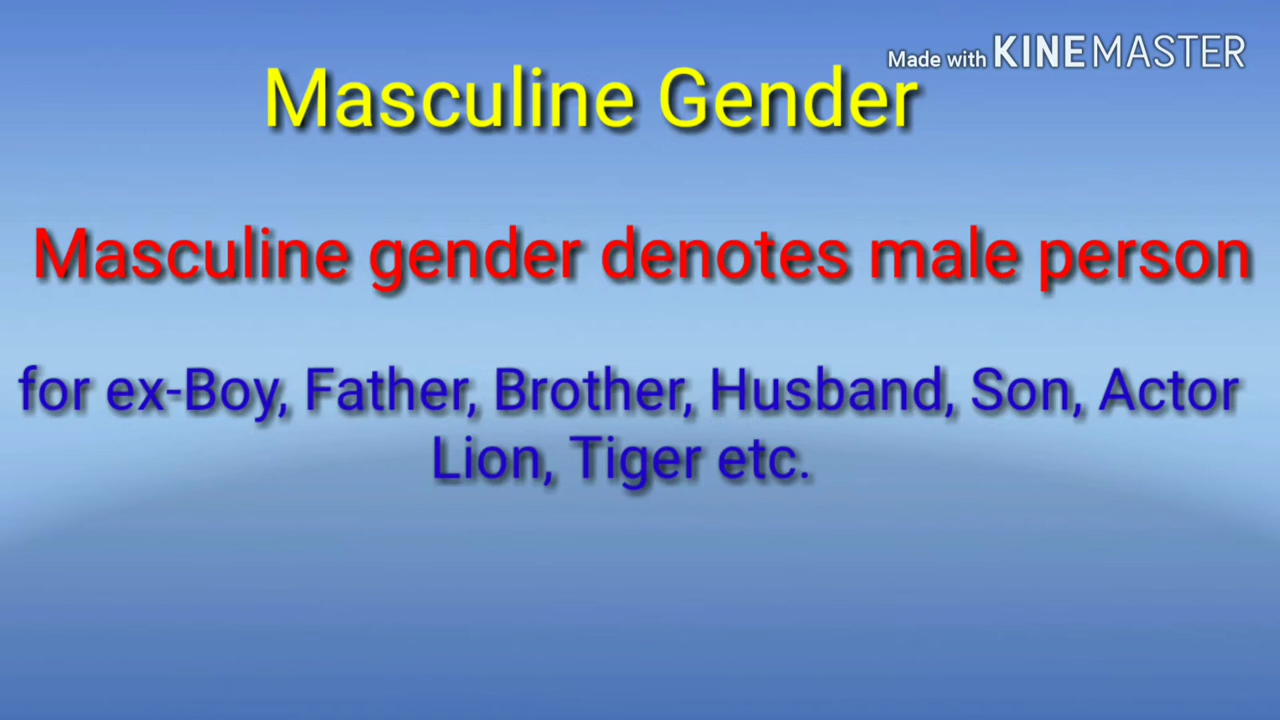 Made with KINEMASTER
Masculine Gender
Masculine gender denotes male person
for ex-Boy, Father, Brother, Husband, Son, Actor
Lion, Tiger etc.